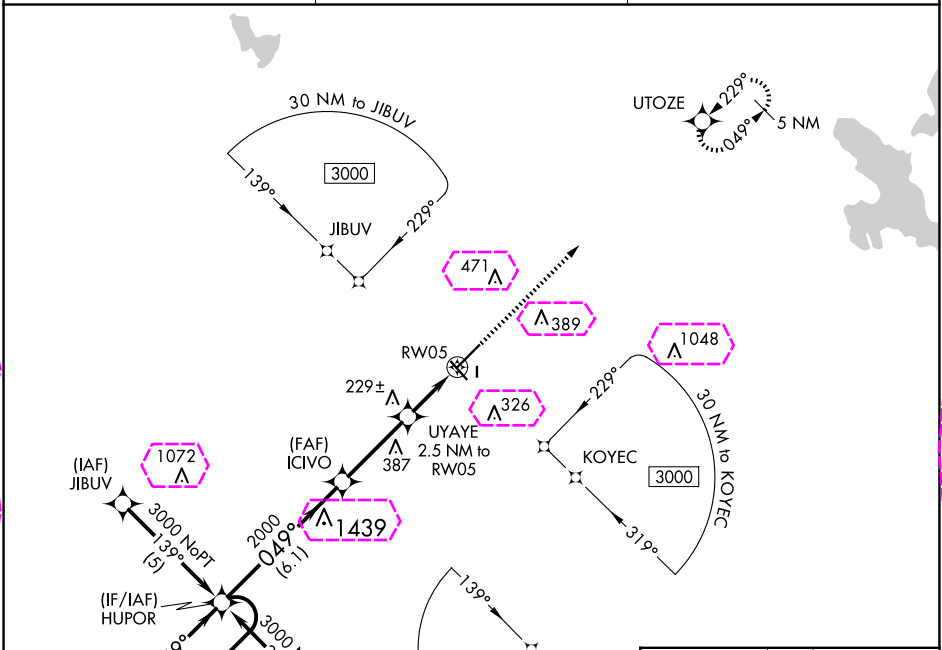 30 NM to JIBUV
3000
139°
229°
JIBUV
UTOZE
229°
049°
5 NM
471
389
1048
RW05
I
229±
326
UYAYE
2.5 NM to
RW05
387
(FAF)
ICIVO
229°
30 NM to KOYEC
KOYEC
3000
319°
(IAF)
JIBUV
1072
3000 NoPT
139°
(5)
2000
049°
(6.1)
1439
(IF/IAF)
HUPOR
3000
139°